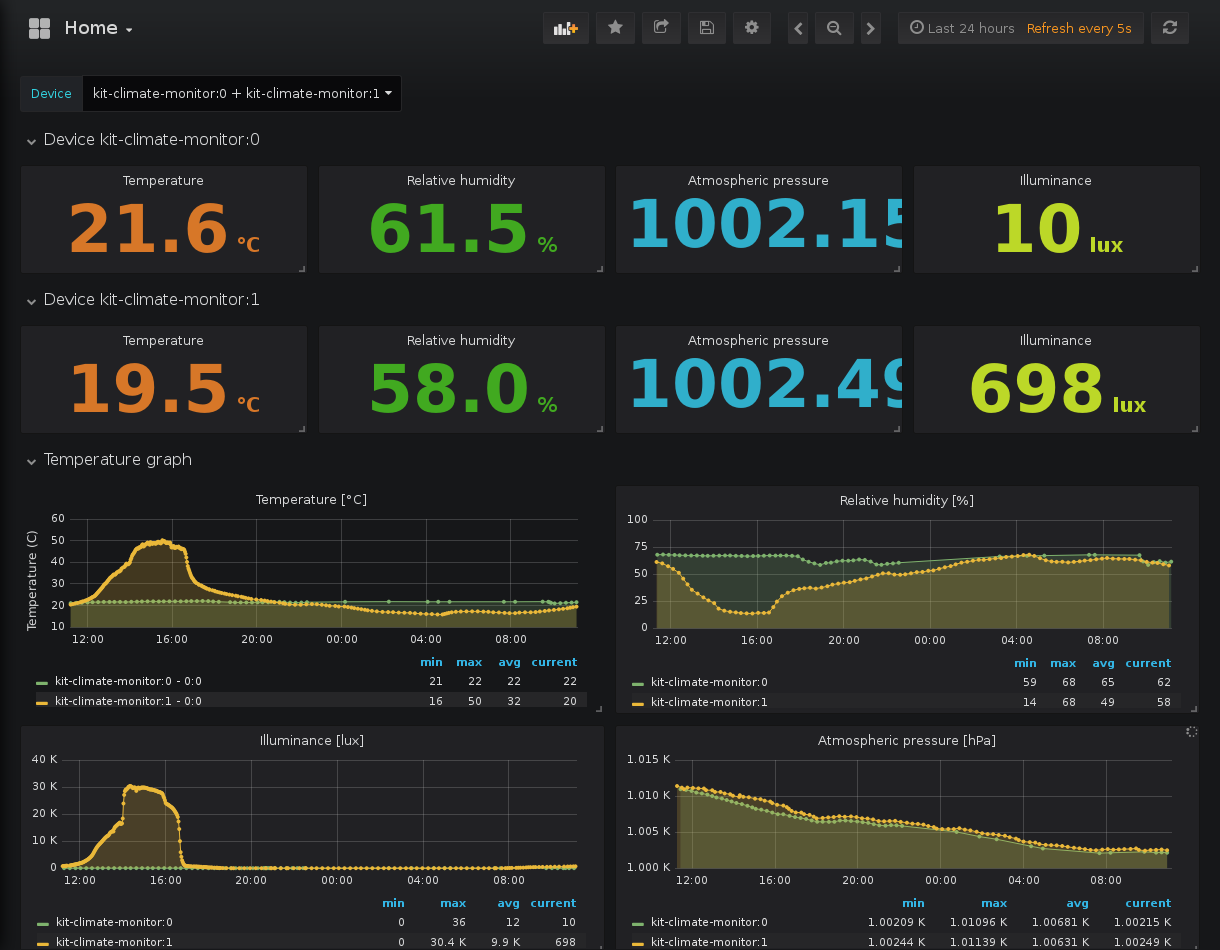 Home
Last 24 hours Refresh every 5s
Device kit-climate-monitor:0 + kit-climate-monitor:1
Device kit-climate-monitor:0
Temperature Relative humidity Atmospheric pressure Illuminance
21.6 °C 61.5 % 1002.15 10 lux
Device kit-climate-monitor:1
Temperature Relative humidity Atmospheric pressure Illuminance
19.5 °C 58.0 % 1002.49 698 lux
Temperature graph
Temperature [°C]
Temperature (C)
60
50
40
30
20
10
12:00 16:00 20:00 00:00 04:00 08:00
min max avg current
kit-climate-monitor:0 - 0:0 21 22 22 22
kit-climate-monitor:1 - 0:0 16 50 32 20
Relative humidity [%]
100
75
50
25
0
12:00 16:00 20:00 00:00 04:00 08:00
min max avg current
kit-climate-monitor:0 59 68 65 62
kit-climate-monitor:1 14 68 49 58
Illuminance [lux]
40 K
30 K
20 K
10 K
0
12:00 16:00 20:00 00:00 04:00 08:00
min max avg current
kit-climate-monitor:0 0 36 12 10
kit-climate-monitor:1 0 30.4 K 9.9 K 698
Atmospheric pressure [hPa]
1.015 K
1.010 K
1.005 K
1.000 K
12:00 16:00 20:00 00:00 04:00 08:00
min max avg current
kit-climate-monitor:0 1.00209 K 1.01096 K 1.00681 K 1.00215 K
kit-climate-monitor:1 1.00244 K 1.01139 K 1.00631 K 1.00249 K